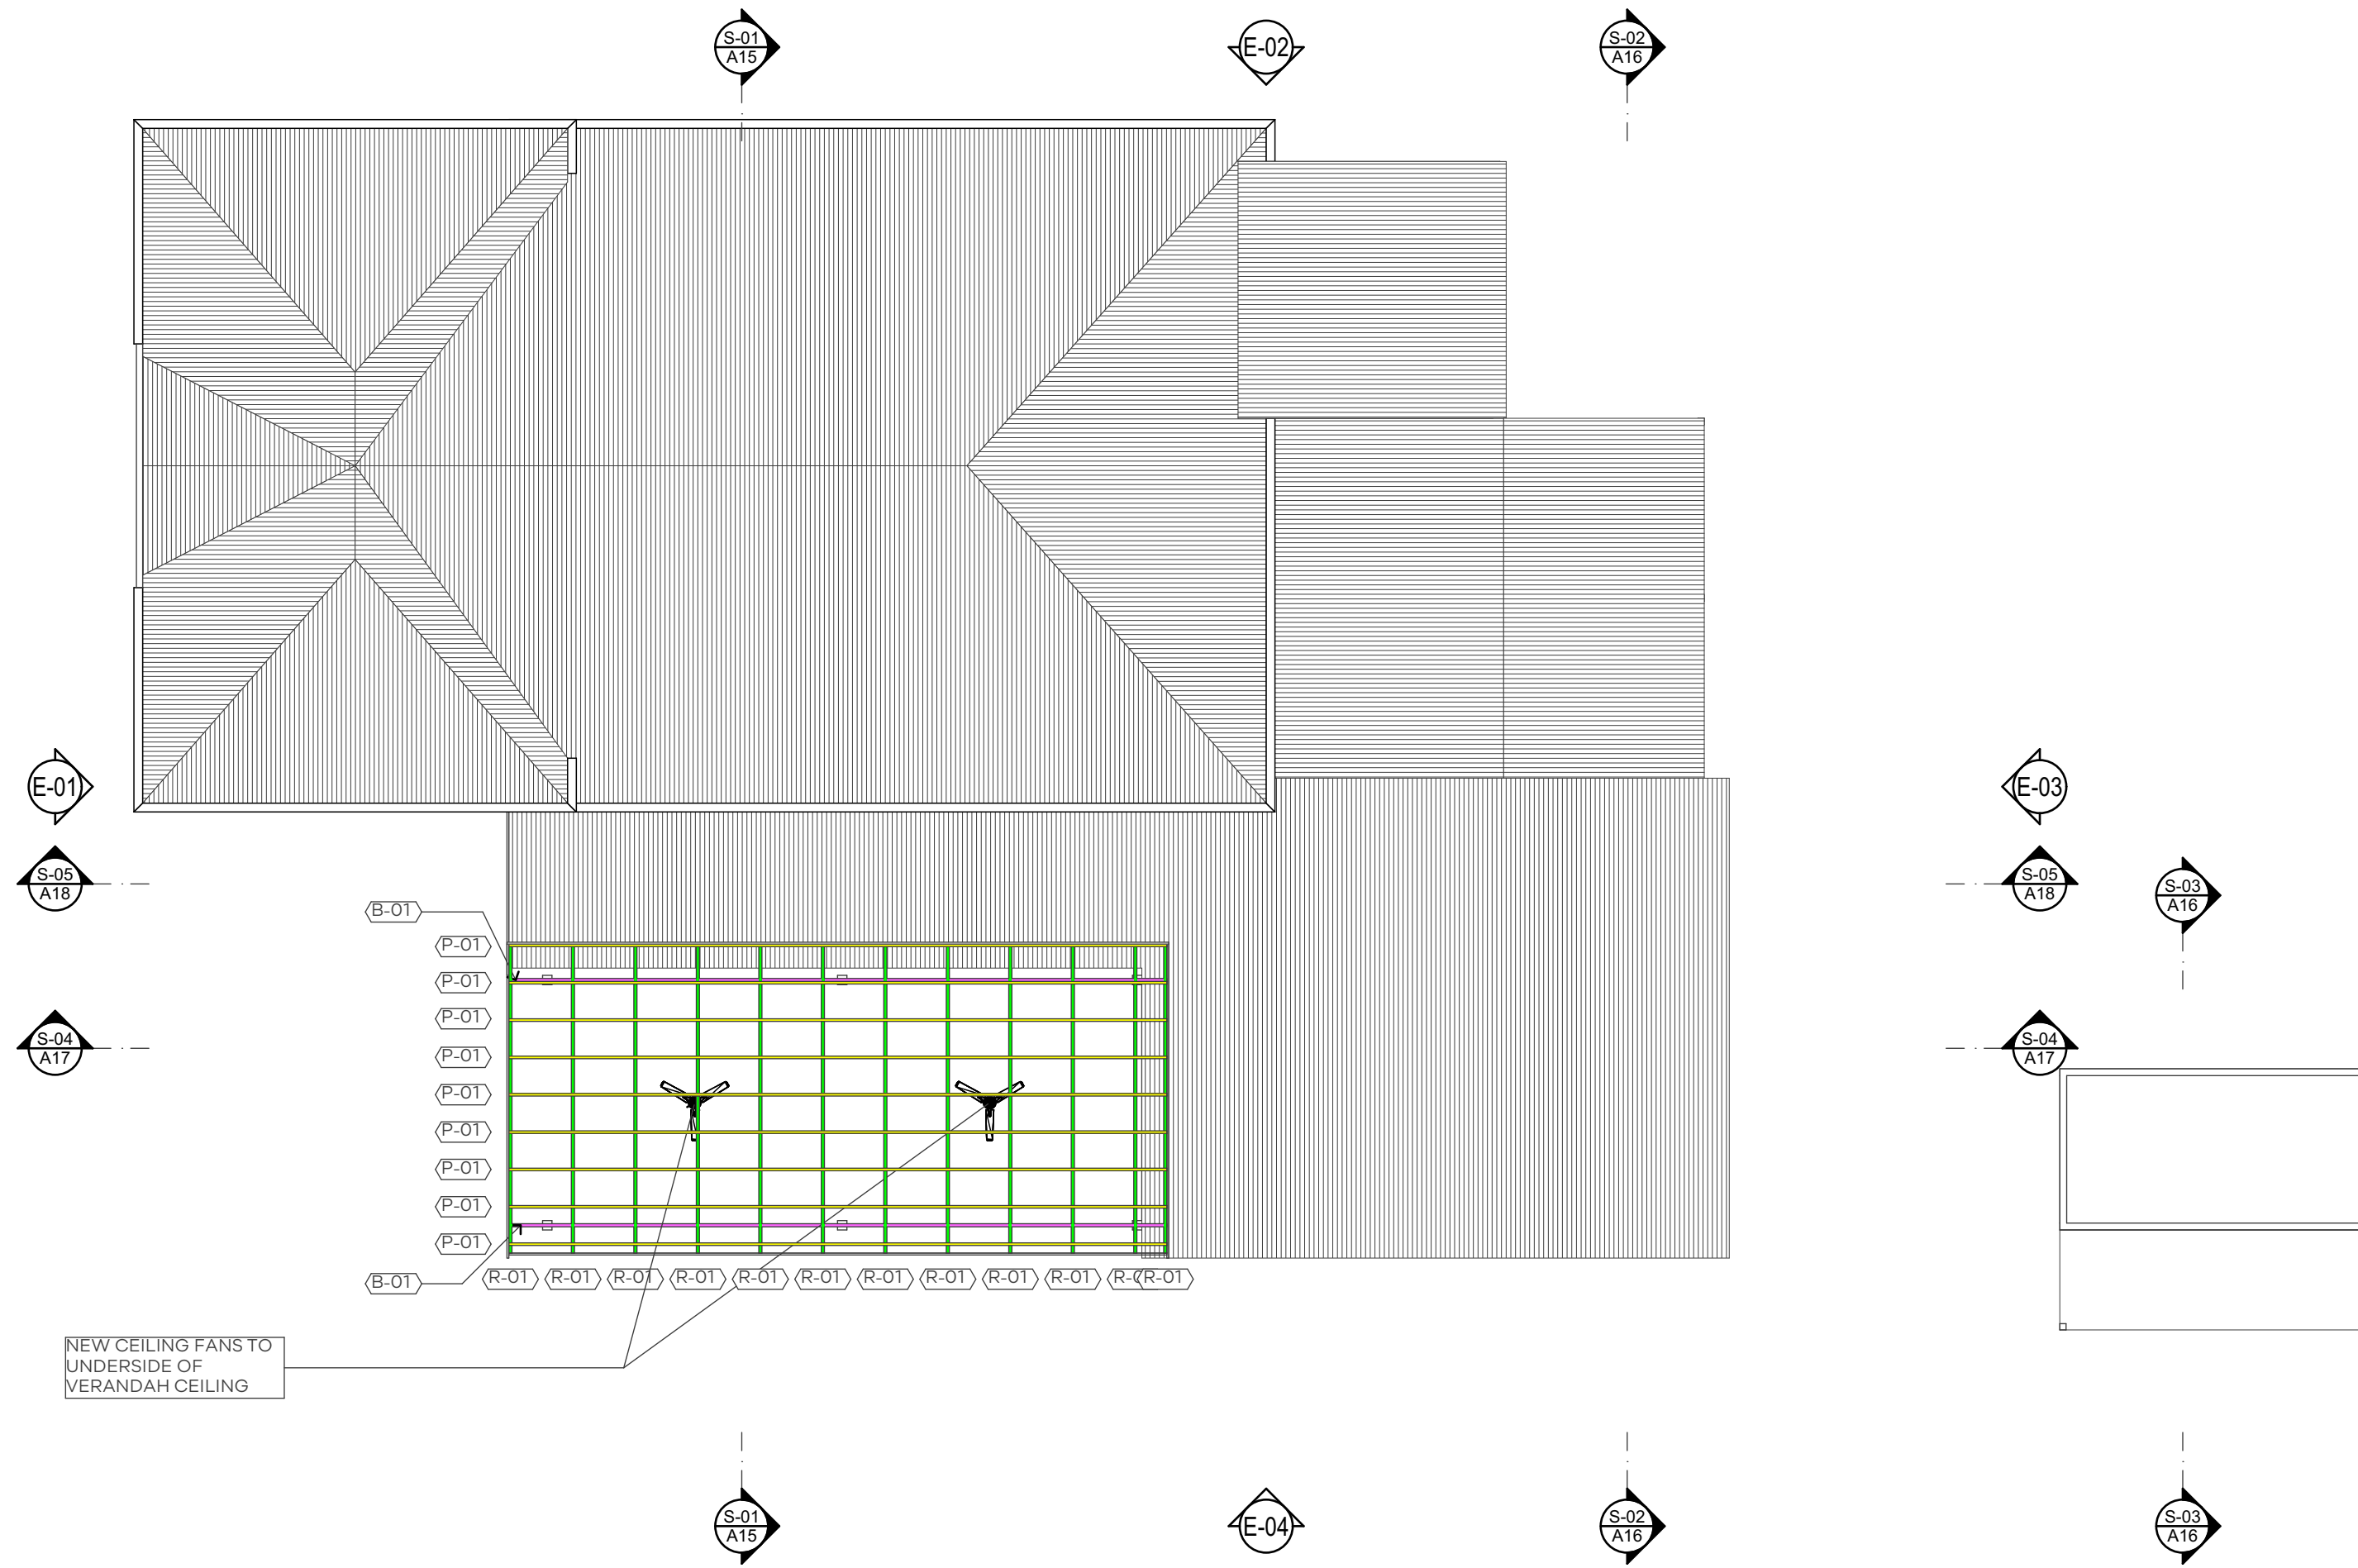 S-01
A15
E-02
S-02
A16
E-01
E-03
S-05
A18
S-05
A18
S-03
A16
B-01
P-01
P-01
P-01
S-04
A17
S-04
A17
P-01
P-01
P-01
P-01
P-01
P-01
B-01
R-01 R-01 R-01 R-01 R-01 R-01 R-01 R-01 R-01 R-01 R-01
NEW CEILING FANS TO
UNDERSIDE OF
VERANDAH CEILING
S-01
A15
E-04
S-02
A16
S-03
A16